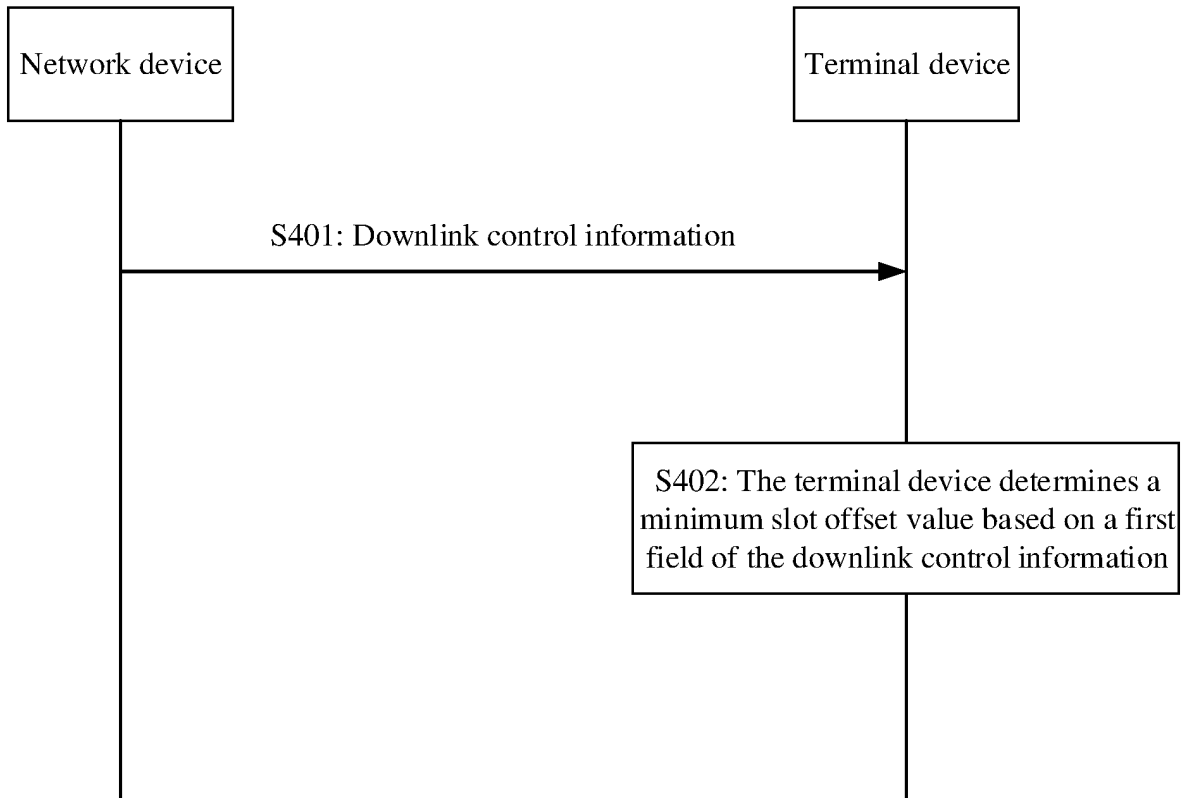 Network device
Terminal device
S401: Downlink control information
S402: The terminal device determines a
minimum slot offset value based on a first
field of the downlink control information